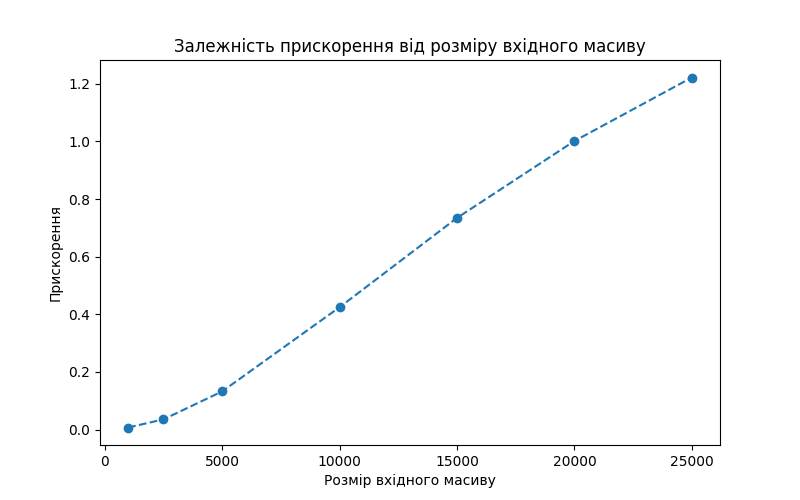 Залежність прискорення від розміру вхідного масиву
Прискорення
1.2
1.0
0.8
0.6
0.4
0.2
0.0
0 5000 10000 15000 20000 25000
Розмір вхідного масиву